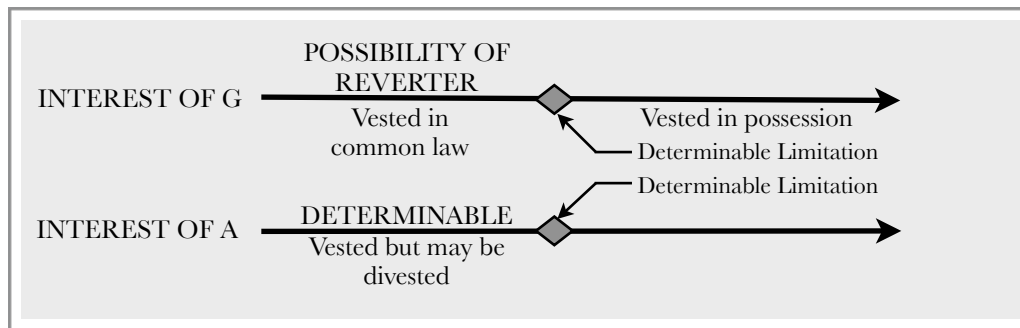 POSSIBILITY OF
REVERTER
INTEREST OF G
Vested in
common law
Vested in possession
Determinable Limitation
Determinable Limitation
INTEREST OF A
DETERMINABLE
Vested but may be
divested